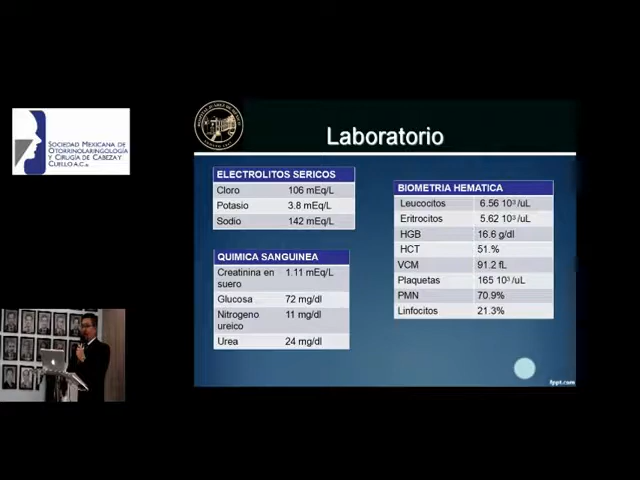 SOCIEDAD MEXICANA DE
OTORRINOLARINGOLOGÍA
Y CIRUGÍA DE CABEZA Y
CUELLO A.C.
Laboratorio
ELECTROLITOS SERICOS
Cloro 106 mEq/L
Potasio 3.8 mEq/L
Sodio 142 mEq/L
QUIMICA SANGUINEA
Creatinina en suero 1.11 mEq/L
Glucosa 72 mg/dl
Nitrogeno ureico 11 mg/dl
Urea 24 mg/dl
BIOMETRIA HEMATICA
Leucocitos 6.56 10³ /uL
Eritrocitos 5.62 10³ /uL
HGB 16.6 g/dl
HCT 51.%
VCM 91.2 fL
Plaquetas 165 10³ /uL
PMN 70.9%
Linfocitos 21.3%
fppt.com